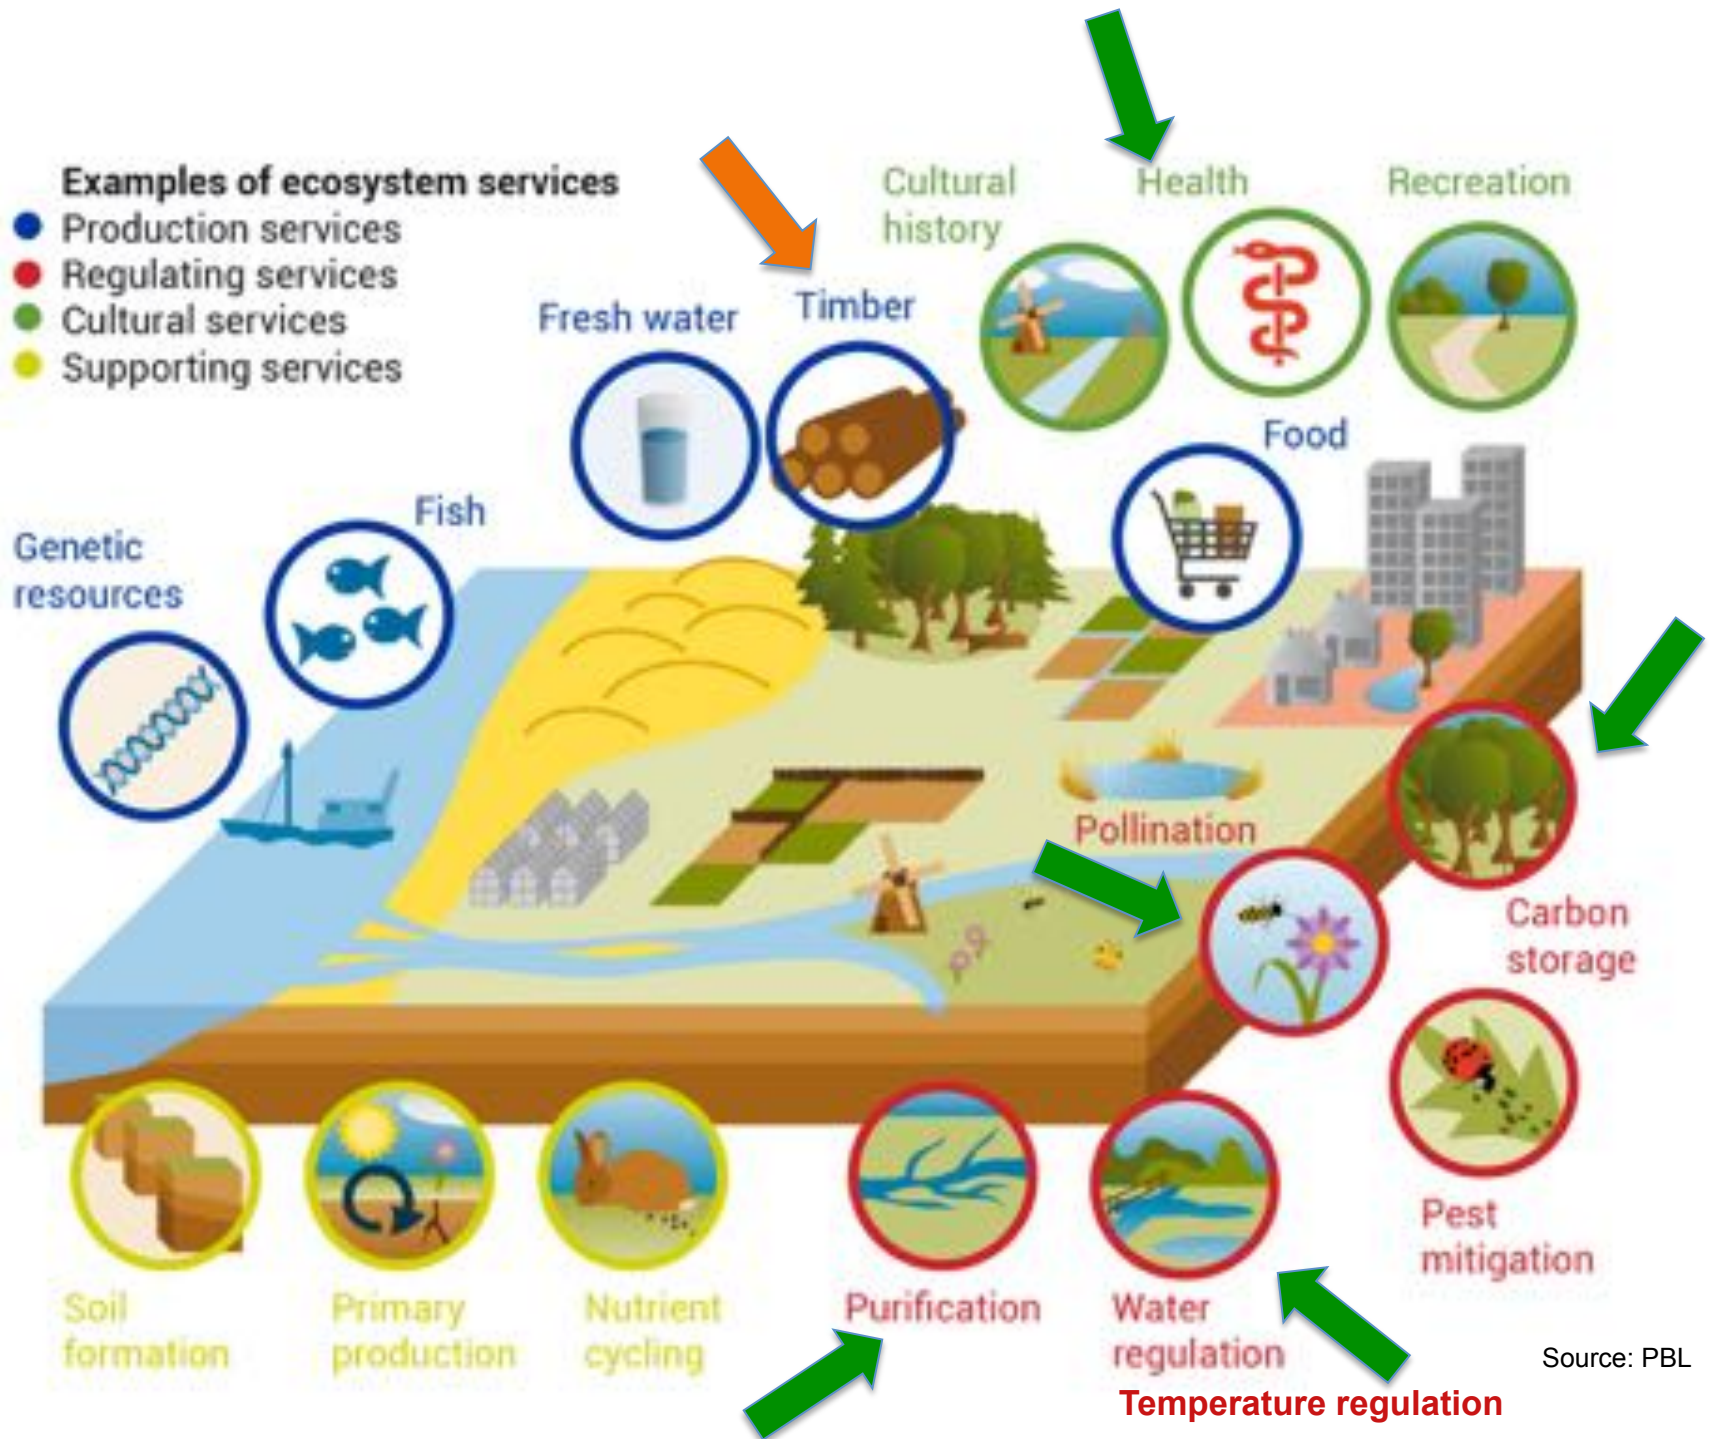 Examples of ecosystem services
Production services
Regulating services
Cultural services
Supporting services
Cultural
history
Health
Recreation
Fresh water
Timber
Food
Fish
Genetic
resources
Pollination
Carbon
storage
Pest
mitigation
Soil
formation
Primary
production
Nutrient
cycling
Purification
Water
regulation
Temperature regulation
Source: PBL